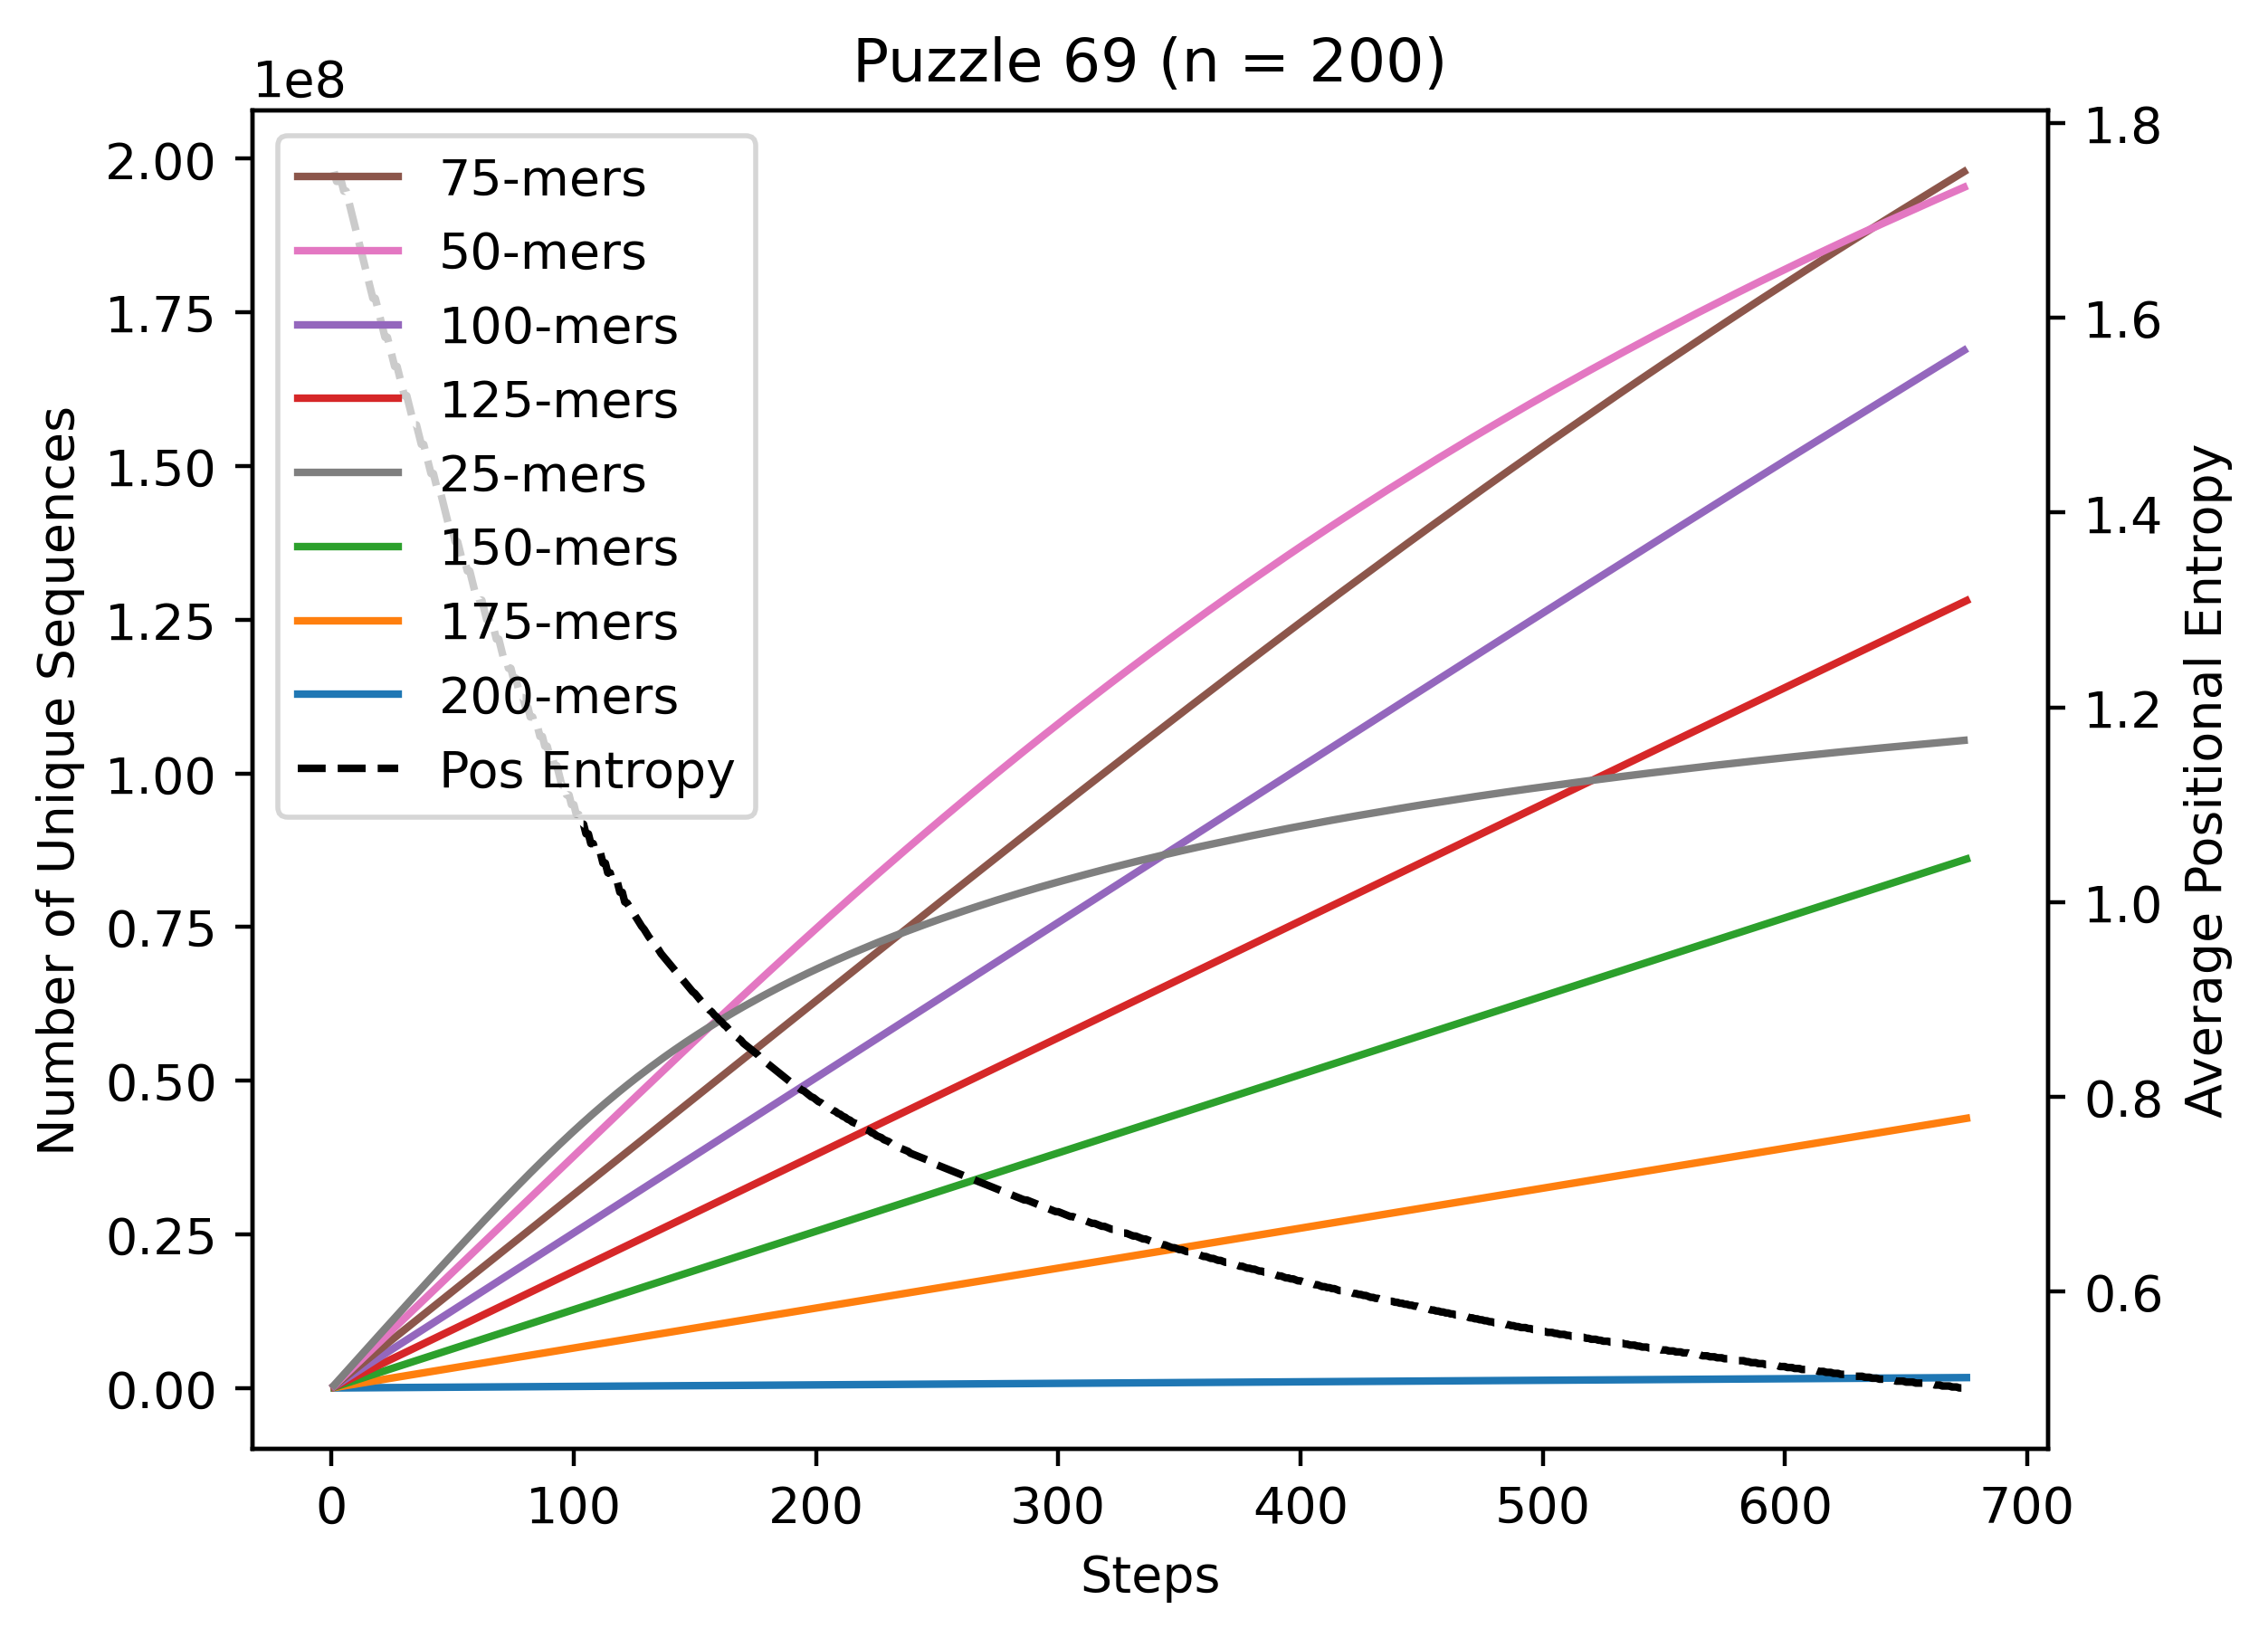 Puzzle 69 (n = 200)
1e8
75-mers
50-mers
100-mers
125-mers
25-mers
150-mers
175-mers
200-mers
Pos Entropy
Number of Unique Sequences
2.00
1.75
1.50
1.25
1.00
0.75
0.50
0.25
0.00
1.8
1.6
1.4
1.2
1.0
0.8
0.6
Average Positional Entropy
0 100 200 300 400 500 600 700
Steps